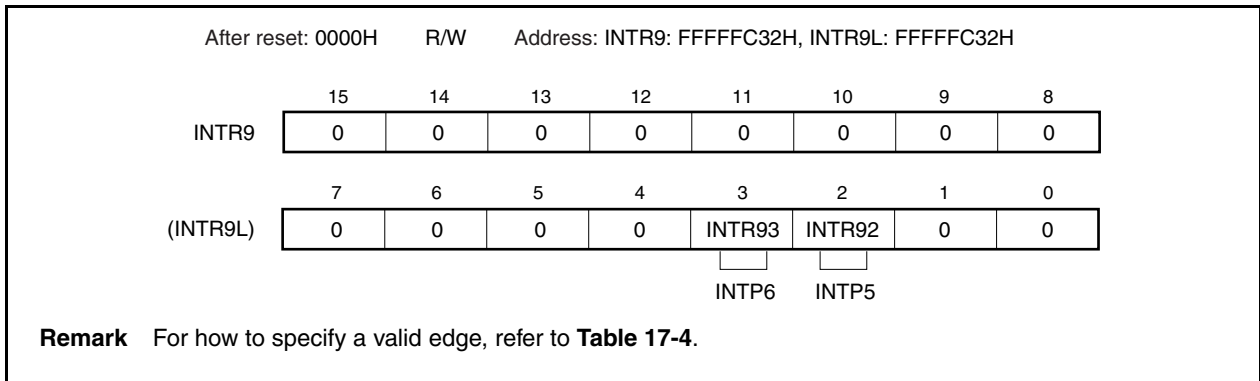 After reset: 0000H R/W Address: INTR9: FFFFFC32H, INTR9L: FFFFFC32H
15 14 13 12 11 10 9 8
INTR9 0 0 0 0 0 0 0 0
7 6 5 4 3 2 1 0
(INTR9L) 0 0 0 0 INTR93 INTR92 0 0
INTP6 INTP5
Remark For how to specify a valid edge, refer to Table 17-4.